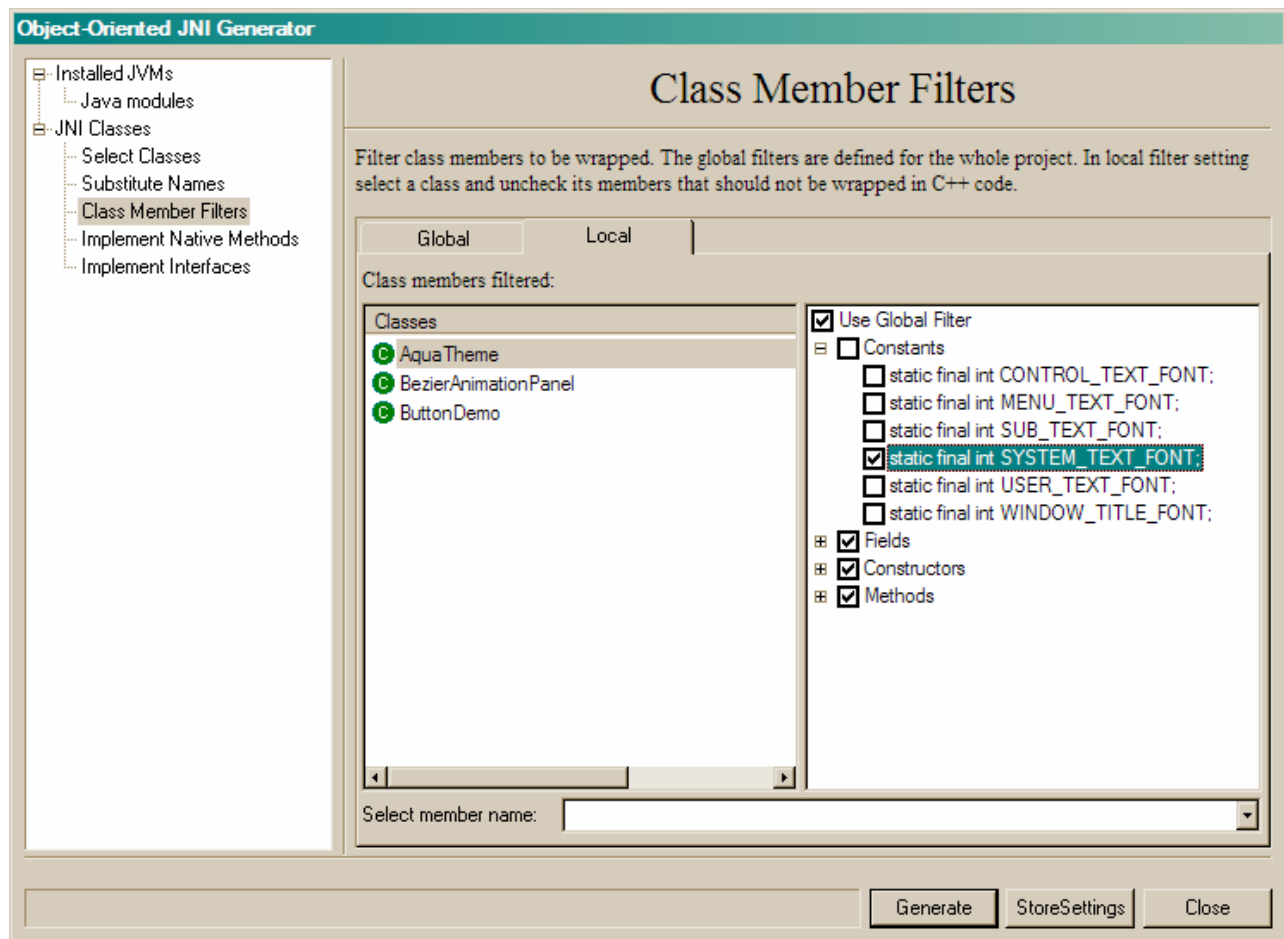 Object-Oriented JNI Generator
Installed JVMs
Java modules
JNI Classes
Select Classes
Substitute Names
Class Member Filters
Implement Native Methods
Implement Interfaces
Class Member Filters
Filter class members to be wrapped. The global filters are defined for the whole project. In local filter setting
select a class and uncheck its members that should not be wrapped in C++ code.
Global
Local
Class members filtered:
Classes
AquaTheme
BezierAnimationPanel
ButtonDemo
Use Global Filter
Constants
static final int CONTROL_TEXT_FONT;
static final int MENU_TEXT_FONT;
static final int SUB_TEXT_FONT;
static final int SYSTEM_TEXT_FONT;
static final int USER_TEXT_FONT;
static final int WINDOW_TITLE_FONT;
Fields
Constructors
Methods
Select member name:
Generate
StoreSettings
Close